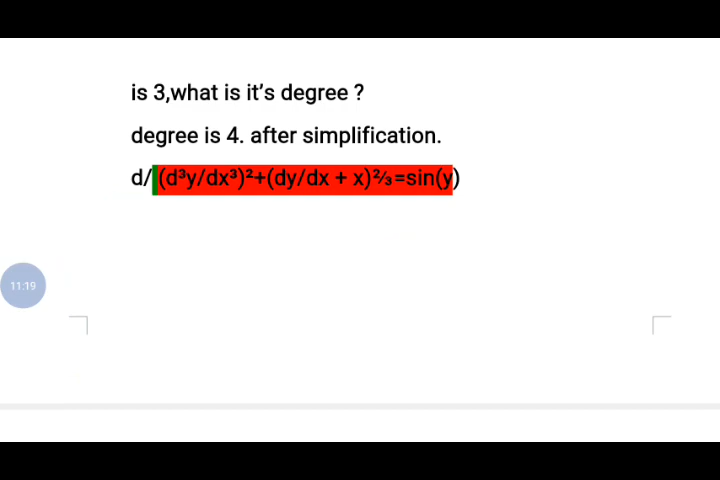 is 3,what is it's degree ?
degree is 4. after simplification.
d/(d³y/dx³)²+(dy/dx + x)⅔=sin(y)
11:19